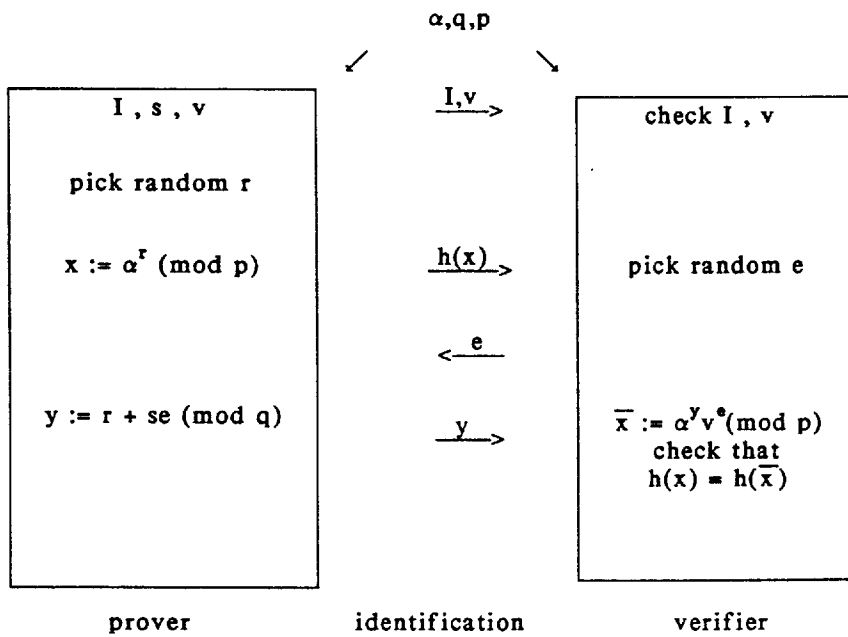 α,q,p
I , s , v
I,v
check I , v
pick random r
x := α^r (mod p)
h(x)
pick random e
e
y := r + se (mod q)
y
x̅ := α^y v^e(mod p)
check that
h(x) = h(x̅)
prover
identification
verifier